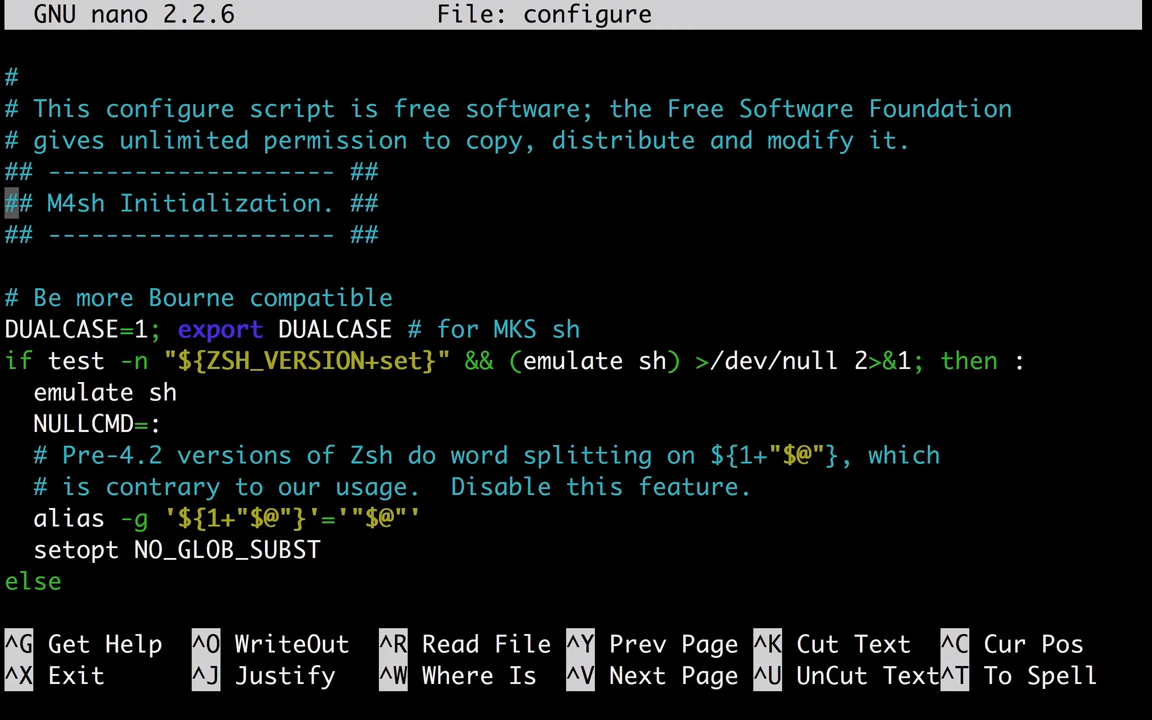 GNU nano 2.2.6 File: configure
#
# This configure script is free software; the Free Software Foundation
# gives unlimited permission to copy, distribute and modify it.
## -------------------- ##
## M4sh Initialization. ##
## -------------------- ##
# Be more Bourne compatible
DUALCASE=1; export DUALCASE # for MKS sh
if test -n "${ZSH_VERSION+set}" && (emulate sh) >/dev/null 2>&1; then :
  emulate sh
  NULLCMD=:
  # Pre-4.2 versions of Zsh do word splitting on ${1+"$@"}, which
  # is contrary to our usage.  Disable this feature.
  alias -g '${1+"$@"}'='"$@"'
  setopt NO_GLOB_SUBST
else
^G Get Help ^O WriteOut ^R Read File ^Y Prev Page ^K Cut Text ^C Cur Pos
^X Exit ^J Justify ^W Where Is ^V Next Page ^U UnCut Text ^T To Spell